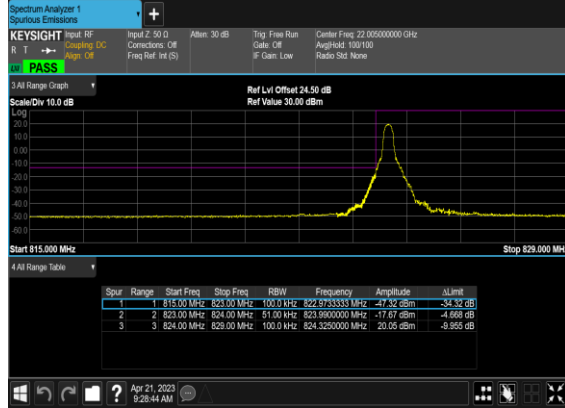 Spectrum Analyzer 1
Spurious Emissions
KEYSIGHT Input: RF Input Z: 50 Ω Atten: 30 dB Trig: Free Run Center Freq: 22.005000000 GHz
R T Coupling: DC Corrections: Off Gate: Off Avg|Hold: 100/100
Align: Off Freq Ref: Int (S) IF Gain: Low Radio Std: None
PASS
3 All Range Graph Ref Lvl Offset 24.50 dB
Scale/Div 10.0 dB Ref Value 30.00 dBm
Log
20.0
10.0
0.00
-10.0
-20.0
-30.0
-40.0
-50.0
-60.0
Start 815.000 MHz Stop 829.000 MH
4 All Range Table
Spur Range Start Freq Stop Freq RBW Frequency Amplitude ΔLimit
1 1 815.00 MHz 823.00 MHz 100.0 kHz 822.9733333 MHz -47.32 dBm -34.32 dB
2 2 823.00 MHz 824.00 MHz 51.00 kHz 823.9900000 MHz -17.67 dBm -4.668 dB
3 3 824.00 MHz 829.00 MHz 100.0 kHz 824.3250000 MHz 20.05 dBm -9.955 dB
? Apr 21, 2023
9:28:44 AM